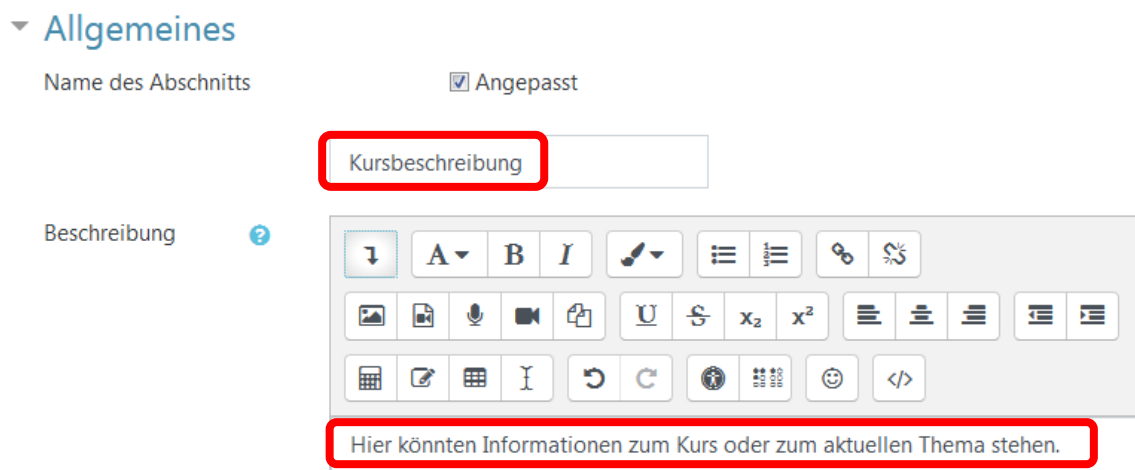 Allgemeines
Name des Abschnitts Angepasst
Kursbeschreibung
Beschreibung ?
A B I
U S x₂ x²
</>
Hier könnten Informationen zum Kurs oder zum aktuellen Thema stehen.